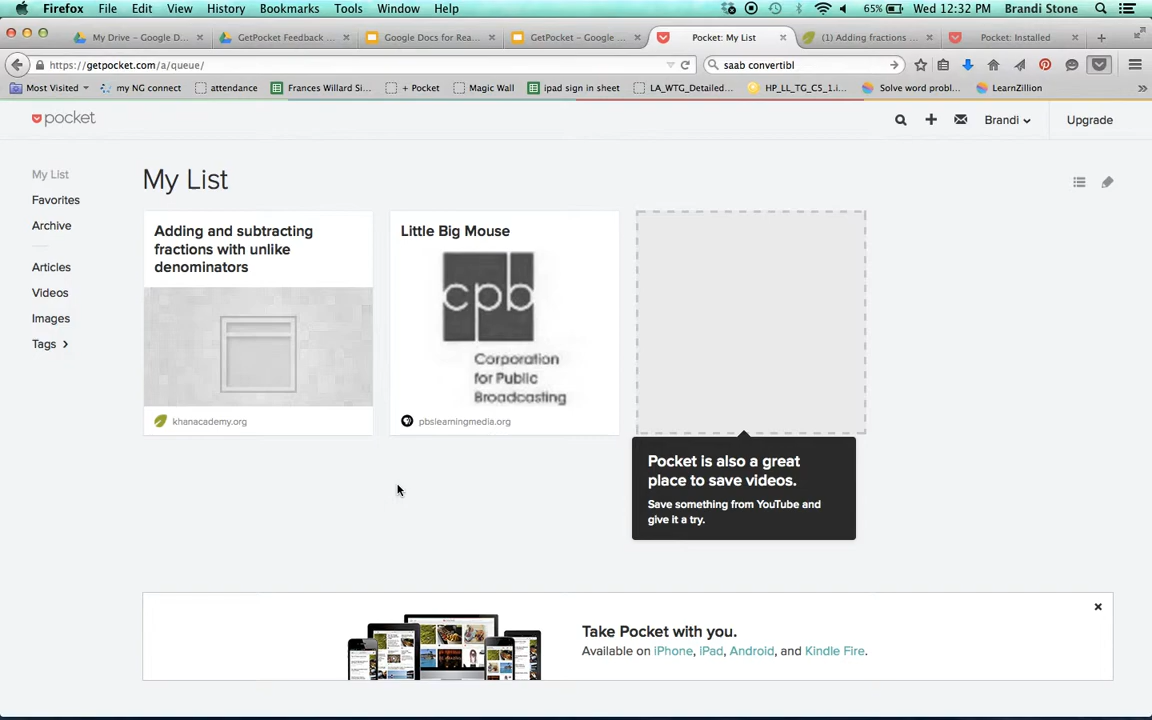 Firefox File Edit View History Bookmarks Tools Window Help 65% Wed 12:32 PM Brandi Stone
My Drive – Google D... GetPocket Feedback ... Google Docs for Rea... GetPocket – Google ... Pocket: My List (1) Adding fractions ... Pocket: Installed
https://getpocket.com/a/queue/ saab convertibl
Most Visited my NG connect attendance Frances Willard Si... + Pocket Magic Wall ipad sign in sheet LA_WTG_Detailed... HP_LL_TG_C5_1.i... Solve word probl... LearnZillion
pocket Brandi Upgrade
My List
Favorites
Archive
Articles
Videos
Images
Tags
My List
Adding and subtracting
fractions with unlike
denominators
khanacademy.org
Little Big Mouse
cpb
Corporation
for Public
Broadcasting
pbslearningmedia.org
Pocket is also a great
place to save videos.
Save something from YouTube and
give it a try.
Take Pocket with you.
Available on iPhone, iPad, Android, and Kindle Fire.